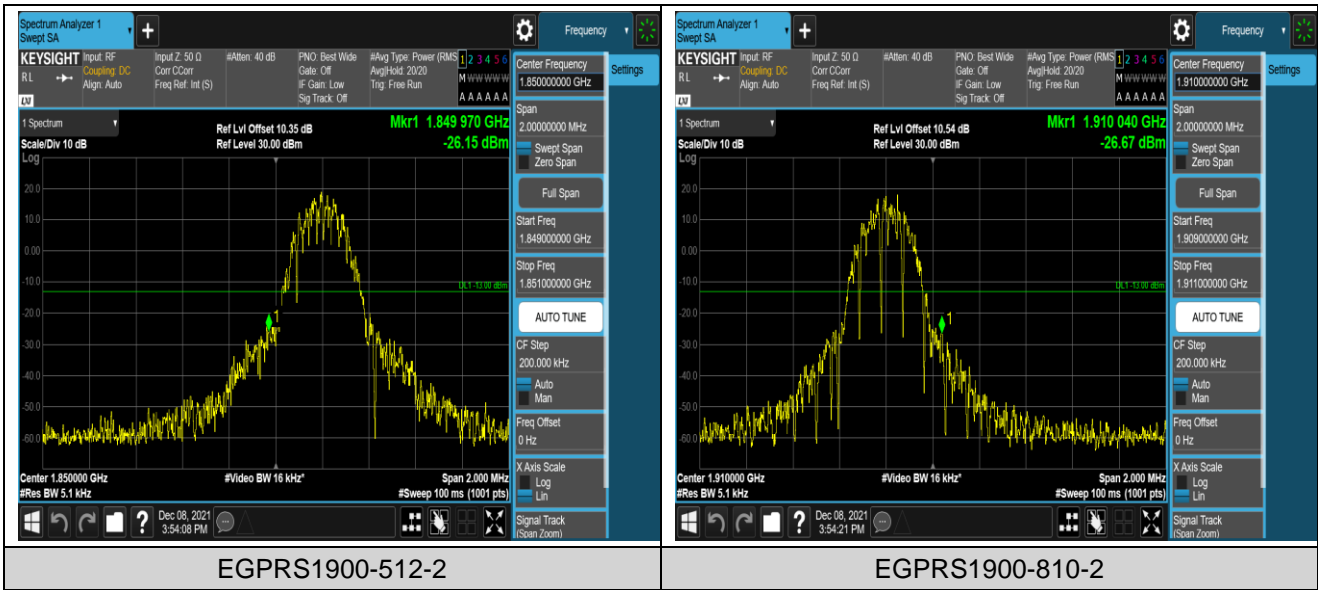 Spectrum Analyzer 1
Swept SA
+
Frequency
KEYSIGHT
R L
Input: RF
Coupling: DC
Align: Auto
Input Z: 50 Ω
Corr CCorr
Freq Ref: Int (S)
#Atten: 40 dB
PNO: Best Wide
Gate: Off
IF Gain: Low
Sig Track: Off
#Avg Type: Power (RMS
Avg|Hold: 20/20
Trig: Free Run
1 2 3 4 5 6
M W W W W W
A A A A A A
Center Frequency
1.850000000 GHz
Settings
Span
2.00000000 MHz
Swept Span
Zero Span
Full Span
Start Freq
1.849000000 GHz
Stop Freq
1.851000000 GHz
AUTO TUNE
CF Step
200.000 kHz
Auto
Man
Freq Offset
0 Hz
X Axis Scale
Log
Lin
Signal Track
(Span Zoom)
1 Spectrum
Scale/Div 10 dB
Ref Lvl Offset 10.35 dB
Ref Level 30.00 dBm
Mkr1 1.849 970 GHz
-26.15 dBm
Log
20.0
10.0
0.00
-10.0
-20.0
-30.0
-40.0
-50.0
-60.0
DL1 -13.00 dBm
1
Center 1.850000 GHz
#Res BW 5.1 kHz
#Video BW 16 kHz*
Span 2.000 MHz
#Sweep 100 ms (1001 pts)
?
Dec 08, 2021
3:54:08 PM
EGPRS1900-512-2
Spectrum Analyzer 1
Swept SA
+
Frequency
KEYSIGHT
R L
Input: RF
Coupling: DC
Align: Auto
Input Z: 50 Ω
Corr CCorr
Freq Ref: Int (S)
#Atten: 40 dB
PNO: Best Wide
Gate: Off
IF Gain: Low
Sig Track: Off
#Avg Type: Power (RMS
Avg|Hold: 20/20
Trig: Free Run
1 2 3 4 5 6
M W W W W W
A A A A A A
Center Frequency
1.910000000 GHz
Settings
Span
2.00000000 MHz
Swept Span
Zero Span
Full Span
Start Freq
1.909000000 GHz
Stop Freq
1.911000000 GHz
AUTO TUNE
CF Step
200.000 kHz
Auto
Man
Freq Offset
0 Hz
X Axis Scale
Log
Lin
Signal Track
(Span Zoom)
1 Spectrum
Scale/Div 10 dB
Ref Lvl Offset 10.54 dB
Ref Level 30.00 dBm
Mkr1 1.910 040 GHz
-26.67 dBm
Log
20.0
10.0
0.00
-10.0
-20.0
-30.0
-40.0
-50.0
-60.0
DL1 -13.00 dBm
1
Center 1.910000 GHz
#Res BW 5.1 kHz
#Video BW 16 kHz*
Span 2.000 MHz
#Sweep 100 ms (1001 pts)
?
Dec 08, 2021
3:54:21 PM
EGPRS1900-810-2